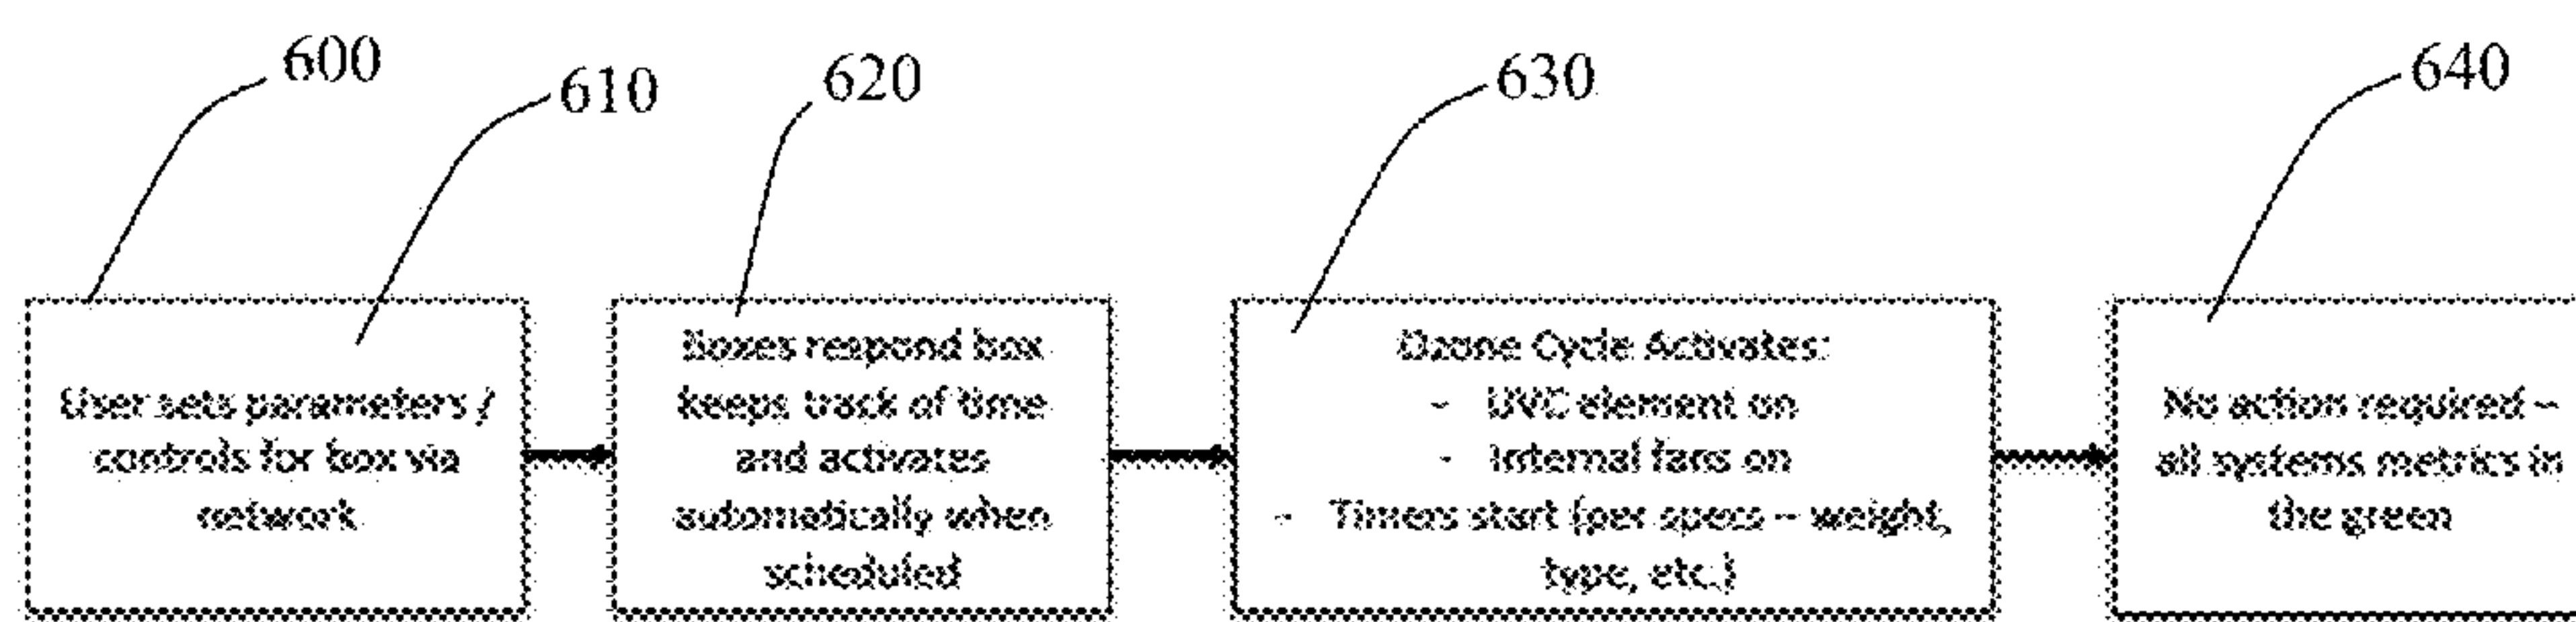 600
610
620
630
640
User sets parameters /
controls for box via
network
Boxes respond box
keeps track of time
and activates
automatically when
scheduled
Ozone Cycle Activates:
- UVC element on
- Internal fans on
- Timers start (per specs – weight,
type, etc.)
No action required –
all systems metrics in
the green